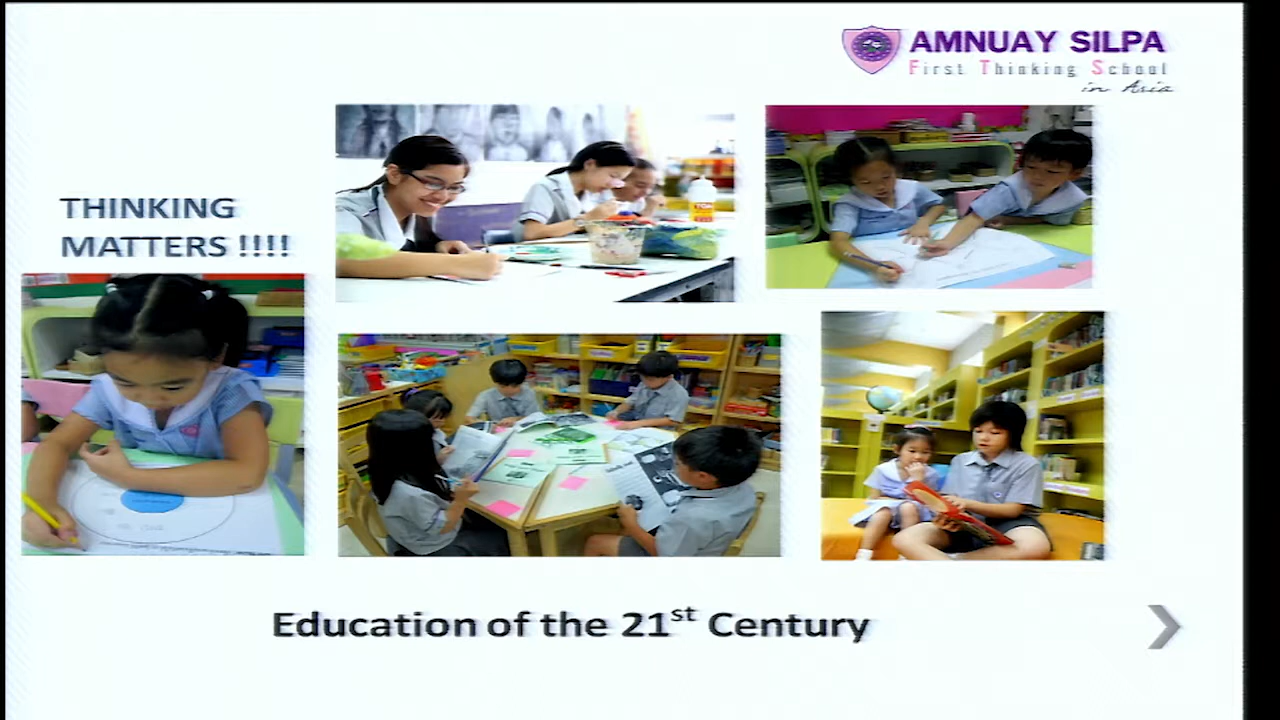 AMNUAY SILPA
First Thinking School
in Asia
THINKING
MATTERS !!!!
Education of the 21st Century